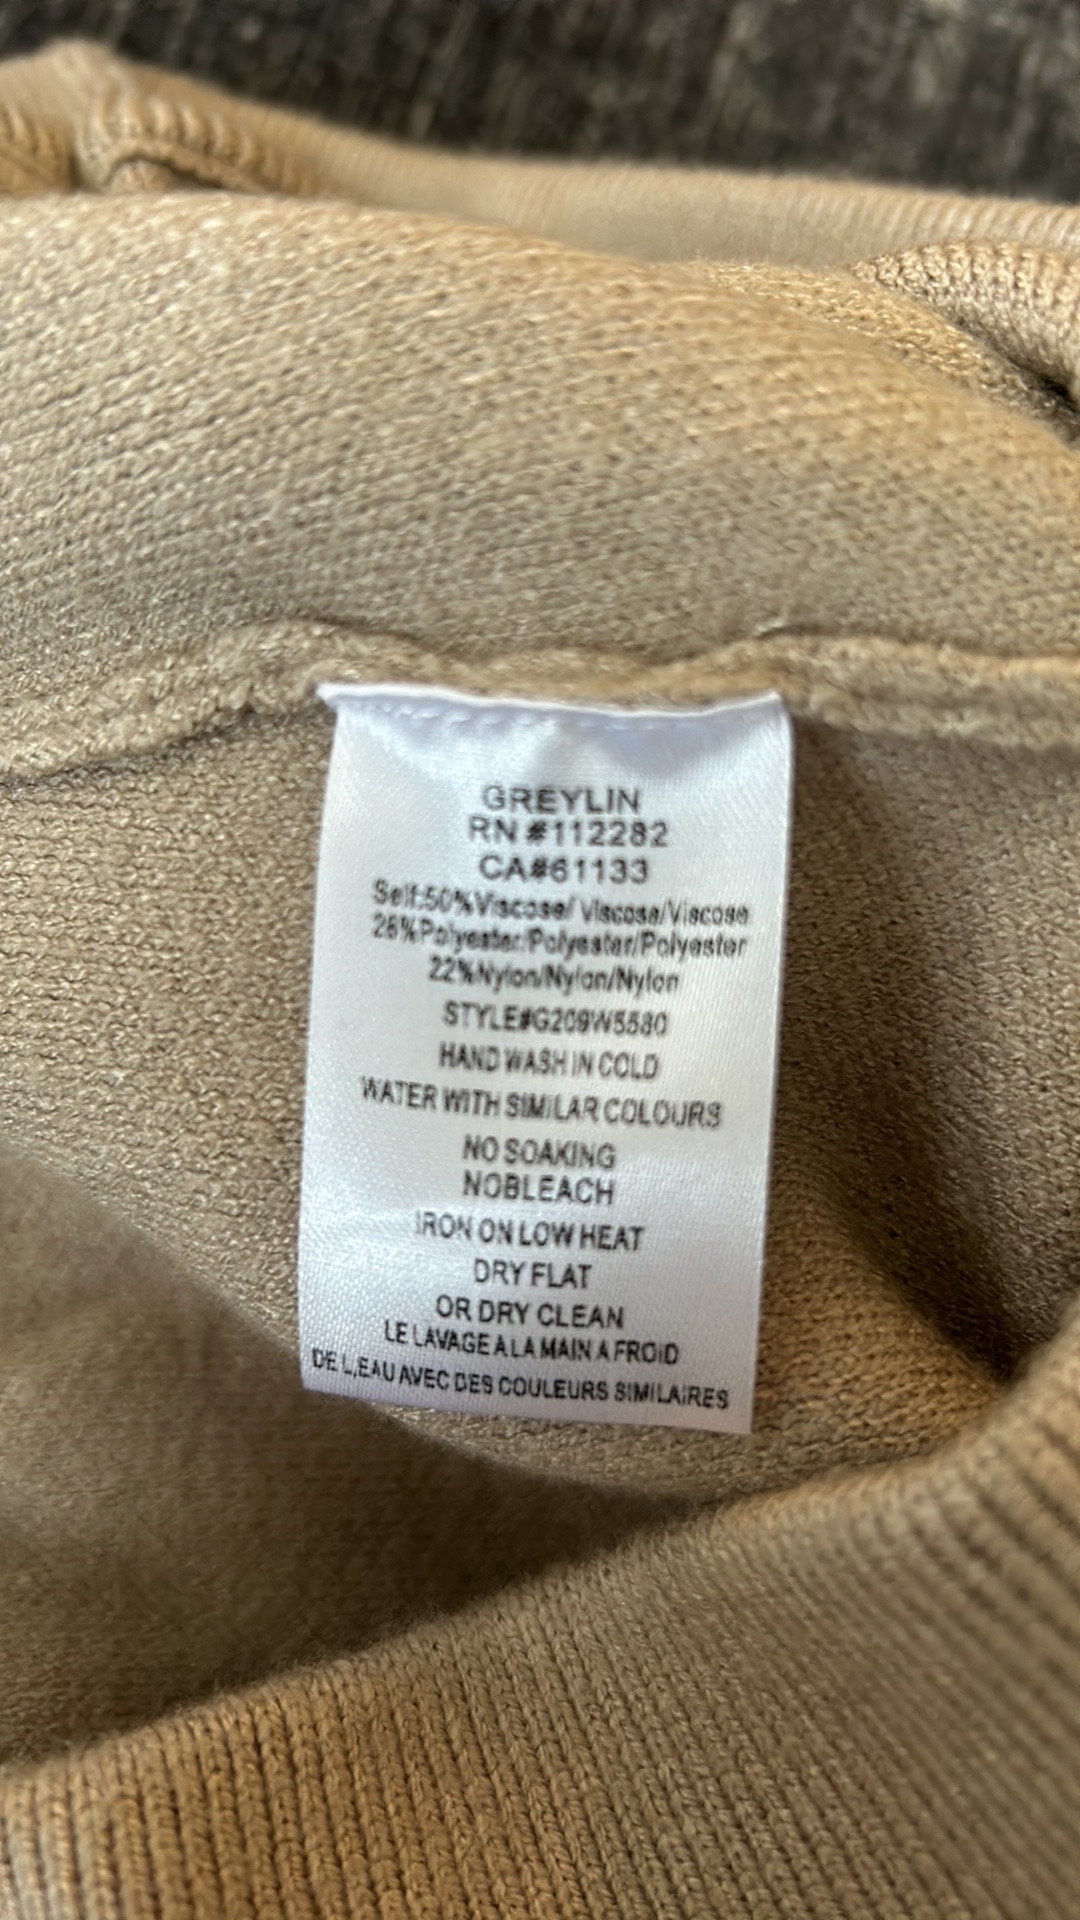 GREYLIN
RN #112282
CA#61133
Self:50%Viscose/ Viscose/Viscose
28%Polyester/Polyester/Polyester
22%Nylon/Nylon/Nylon
STYLE#G209W5580
HAND WASH IN COLD
WATER WITH SIMILAR COLOURS
NO SOAKING
NOBLEACH
IRON ON LOW HEAT
DRY FLAT
OR DRY CLEAN
LE LAVAGE A LA MAIN A FROID
DE L,EAU AVEC DES COULEURS SIMILAIRES